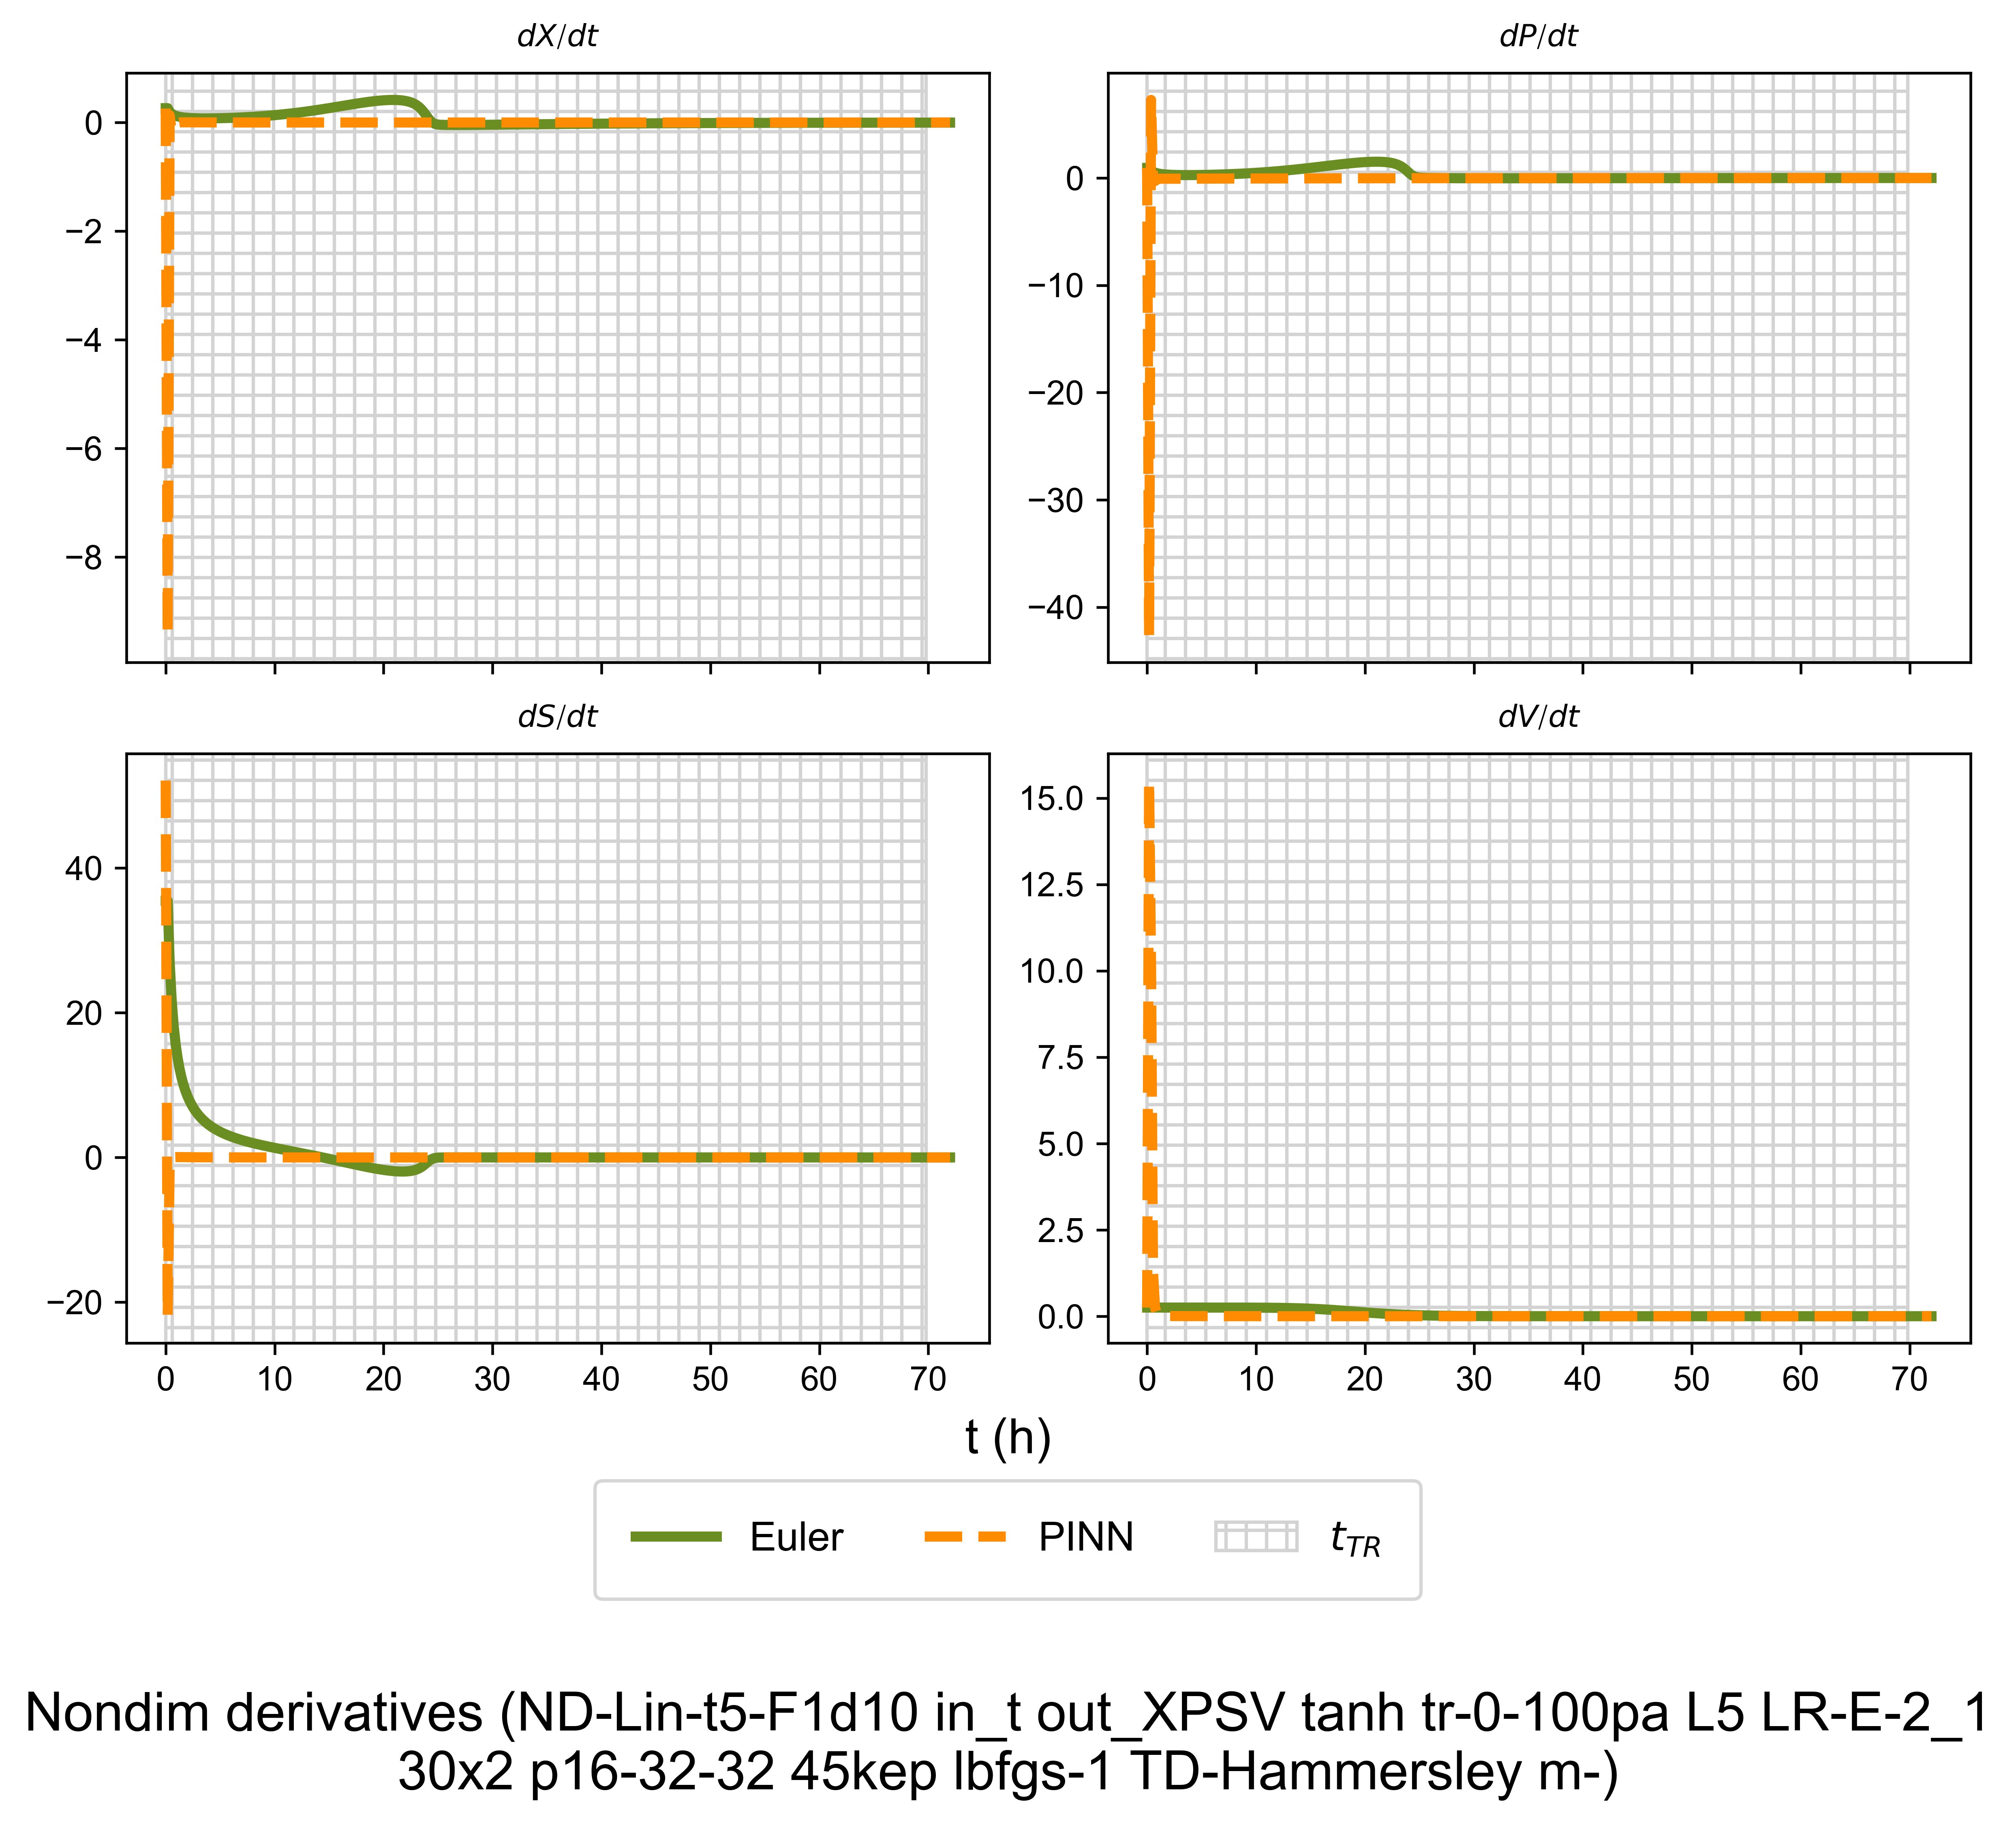 dX/dt
dP/dt
0
−2
−4
−6
−8
0
−10
−20
−30
−40
dS/dt
dV/dt
40
20
0
−20
0 10 20 30 40 50 60 70
15.0
12.5
10.0
7.5
5.0
2.5
0.0
0 10 20 30 40 50 60 70
t (h)
Euler PINN t_TR
Nondim derivatives (ND-Lin-t5-F1d10 in_t out_XPSV tanh tr-0-100pa L5 LR-E-2_1
30x2 p16-32-32 45kep lbfgs-1 TD-Hammersley m-)